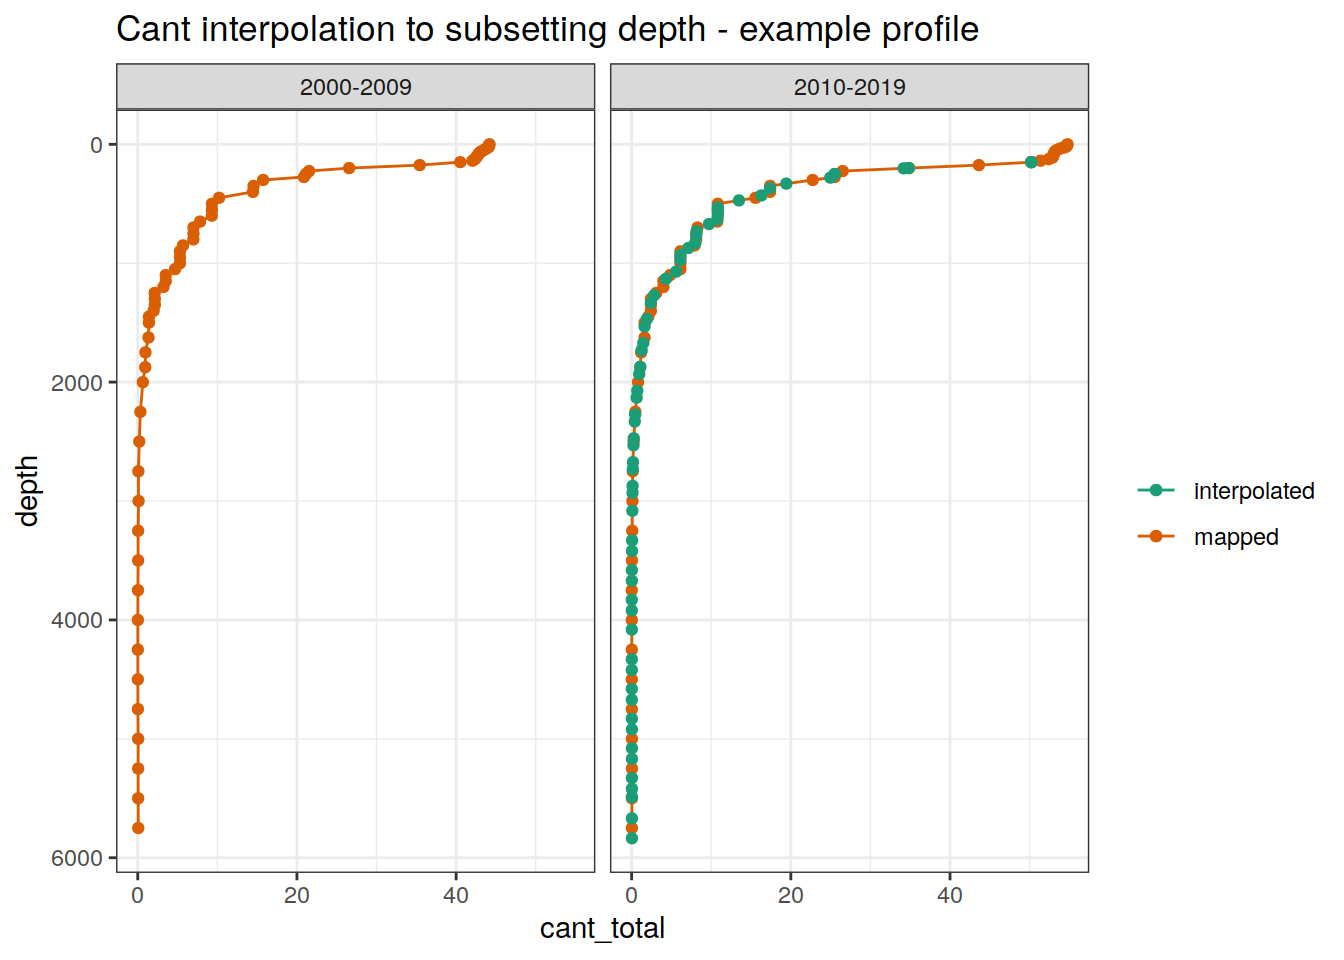 Cant interpolation to subsetting depth - example profile
2000-2009
2010-2019
0
2000
4000
6000
depth
0
20
40
0
20
40
cant_total
interpolated
mapped